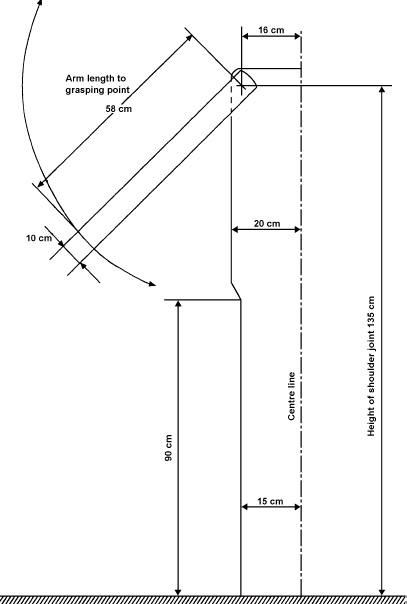 16 cm
Arm length to
grasping point
58 cm
20 cm
10 cm
Height of shoulder joint 135 cm
Centre line
90 cm
15 cm